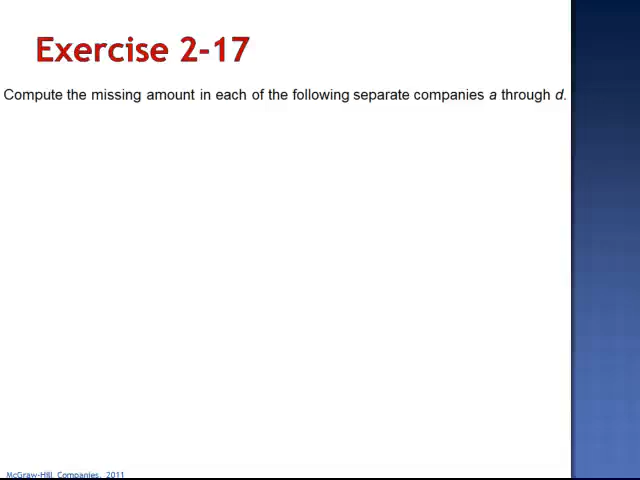 Exercise 2-17
Compute the missing amount in each of the following separate companies a through d.
McGraw-Hill Companies, 2011